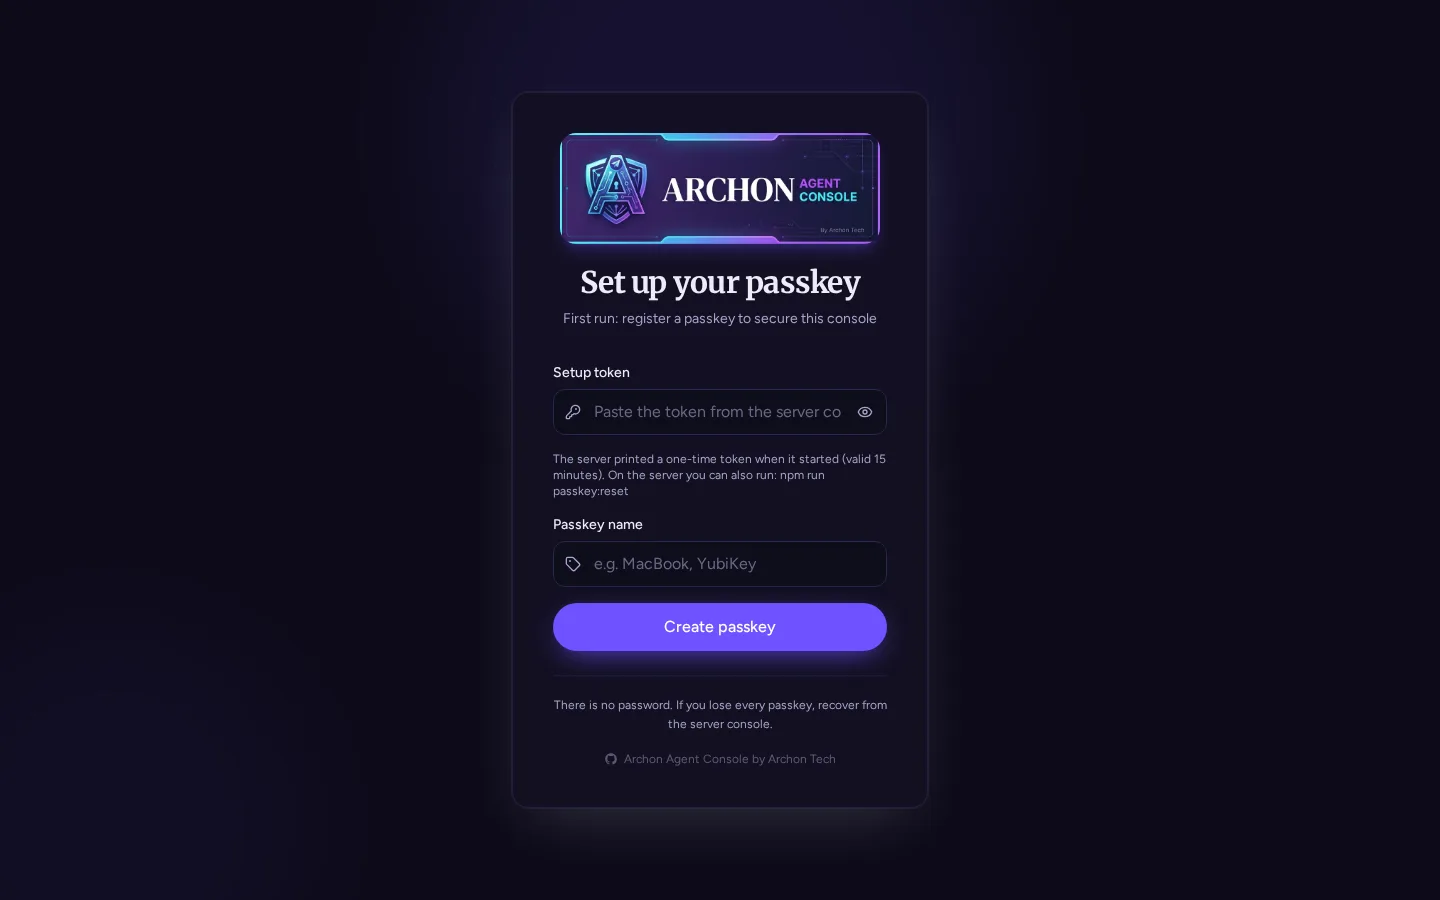 ARCHON AGENT CONSOLE
By Archon Tech
Set up your passkey
First run: register a passkey to secure this console
Setup token
Paste the token from the server co
The server printed a one-time token when it started (valid 15
minutes). On the server you can also run: npm run
passkey:reset
Passkey name
e.g. MacBook, YubiKey
Create passkey
There is no password. If you lose every passkey, recover from
the server console.
Archon Agent Console by Archon Tech